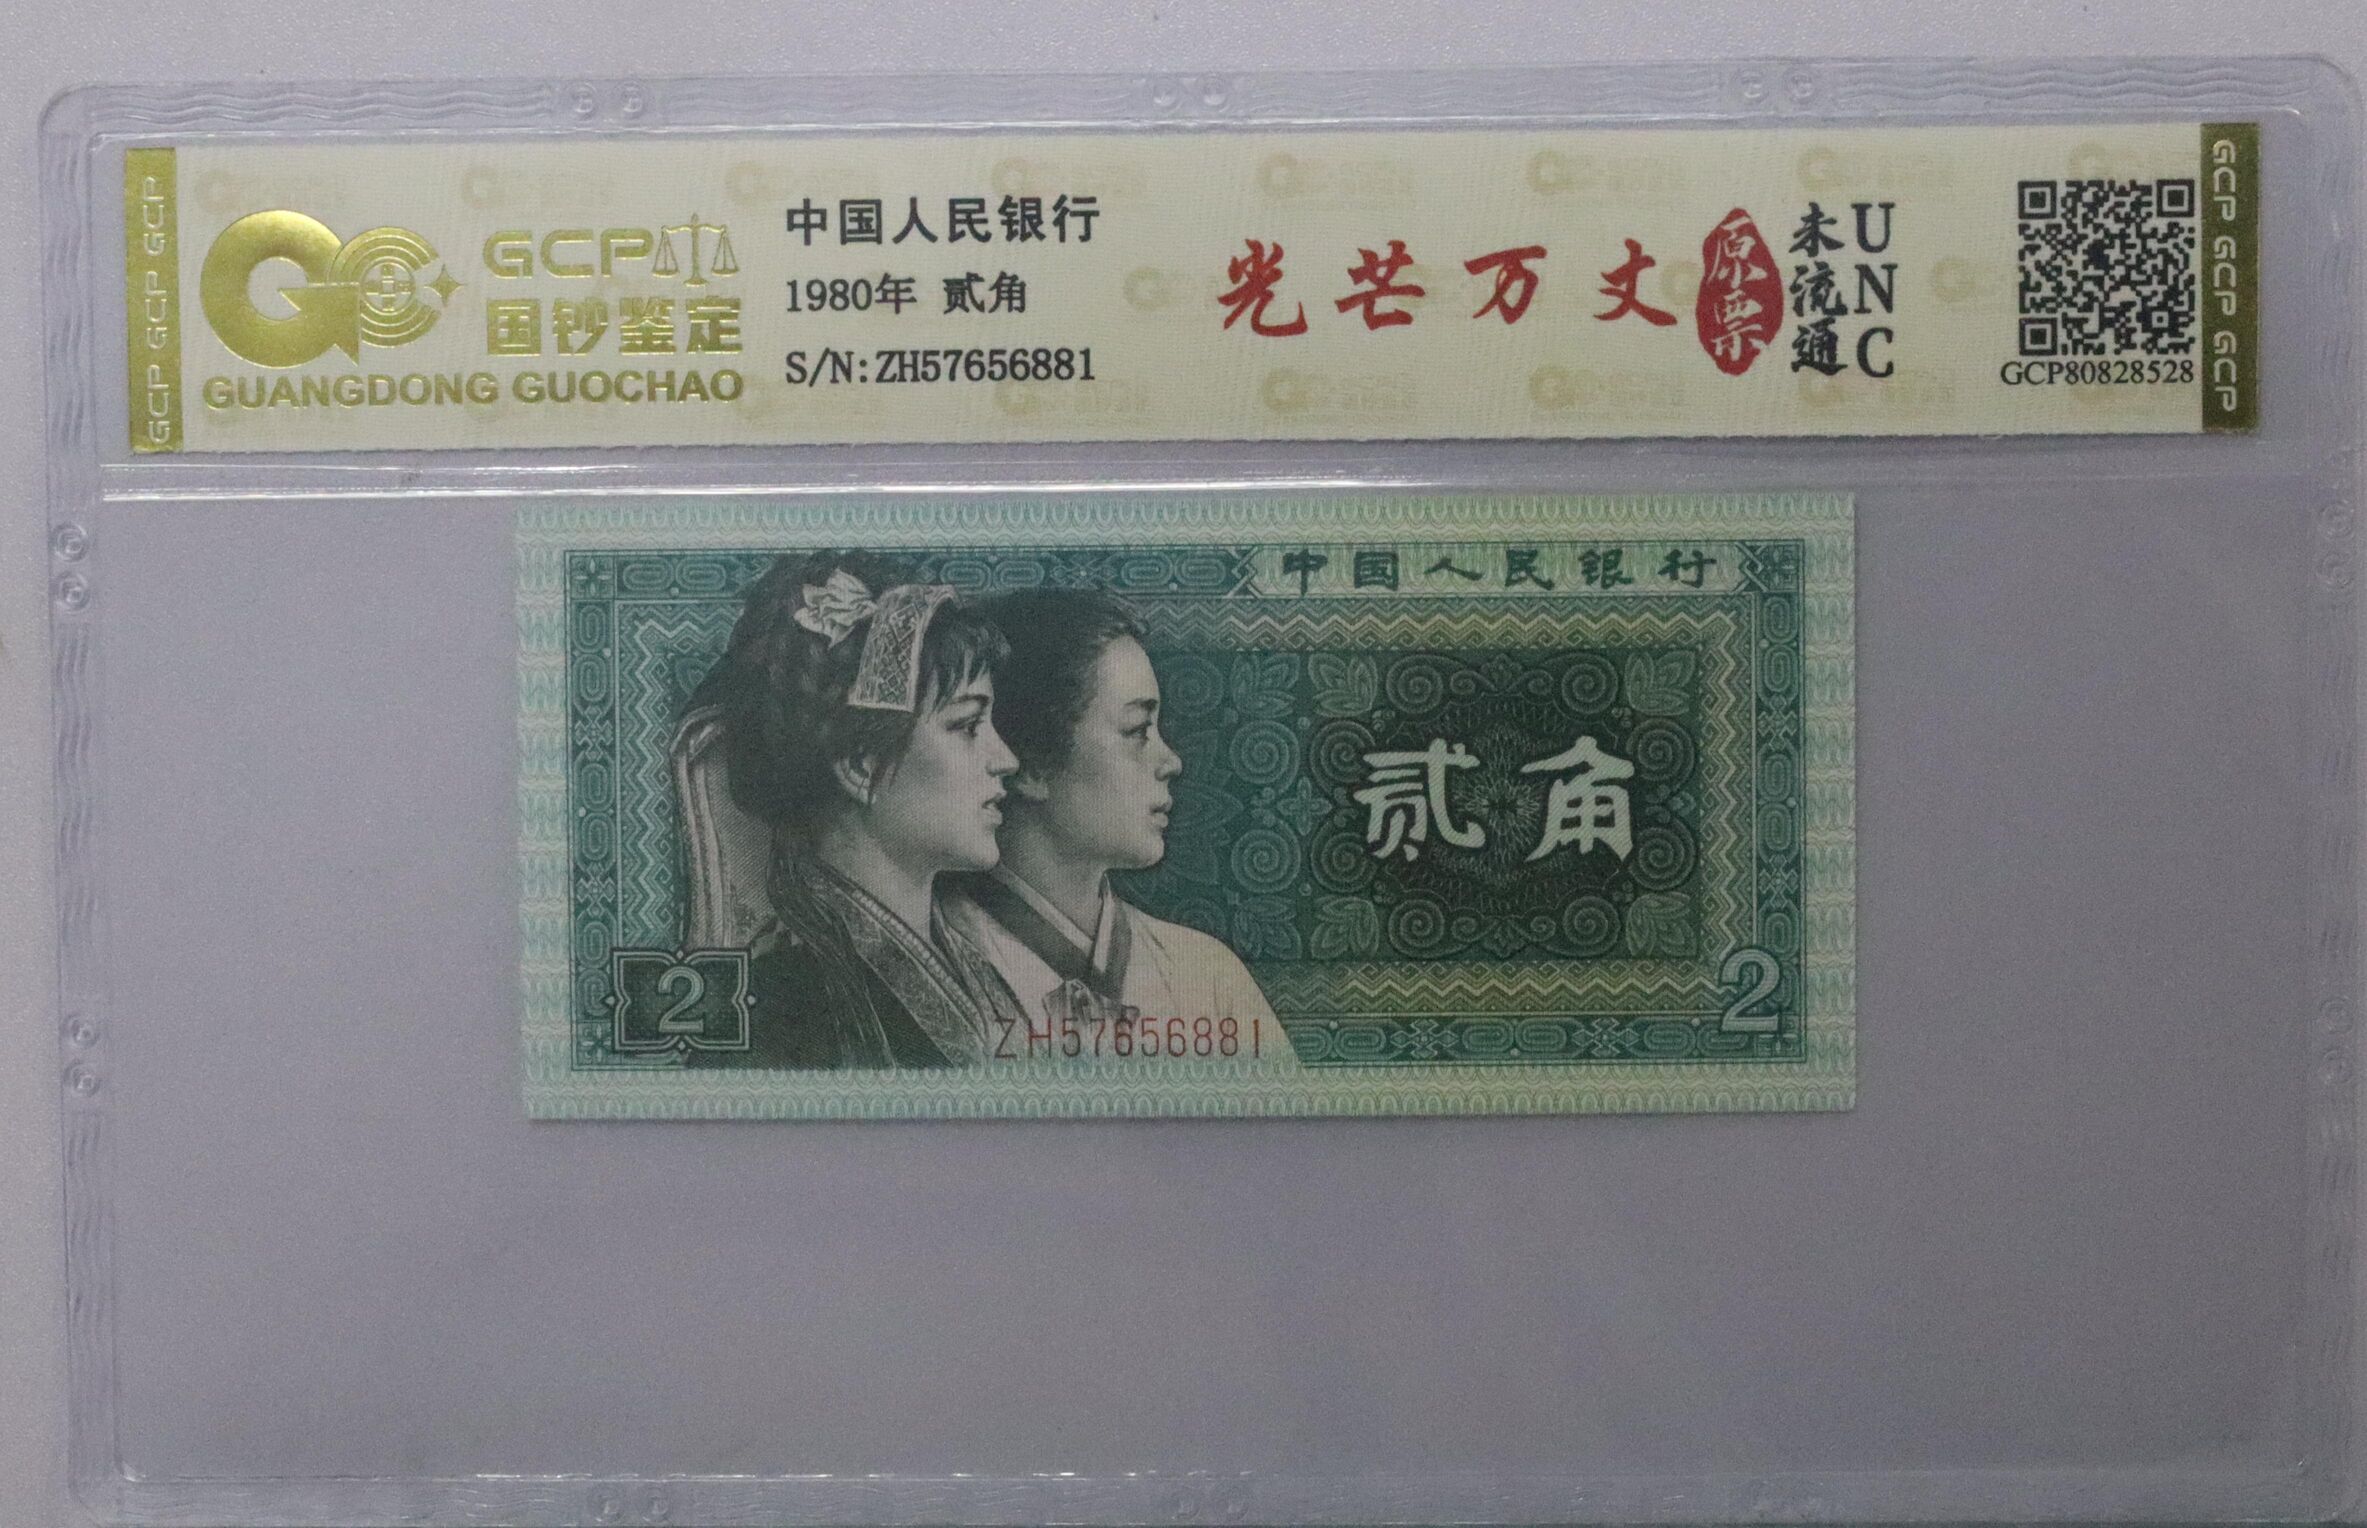 GCP GCP GCP
GCP
国钞鉴定
GUANGDONG GUOCHAO
中国人民银行
1980年 贰角
S/N:ZH57656881
光芒万丈
原票
未流通
UNC
GCP80828528
GCP GCP GCP
中国人民银行
贰角
2
2
ZH57656881